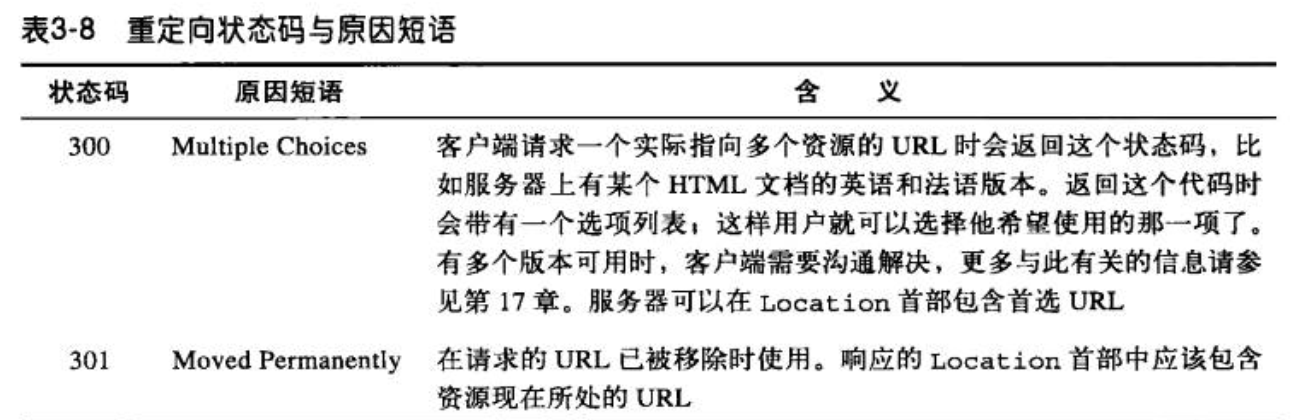 表3-8 重定向状态码与原因短语
状态码 原因短语 含 义
300 Multiple Choices 客户端请求一个实际指向多个资源的 URL 时会返回这个状态码，比
如服务器上有某个 HTML 文档的英语和法语版本。返回这个代码时
会带有一个选项列表；这样用户就可以选择他希望使用的那一项了。
有多个版本可用时，客户端需要沟通解决，更多与此有关的信息请参
见第 17 章。服务器可以在 Location 首部包含首选 URL
301 Moved Permanently 在请求的 URL 已被移除时使用。响应的 Location 首部中应该包含
资源现在所处的 URL